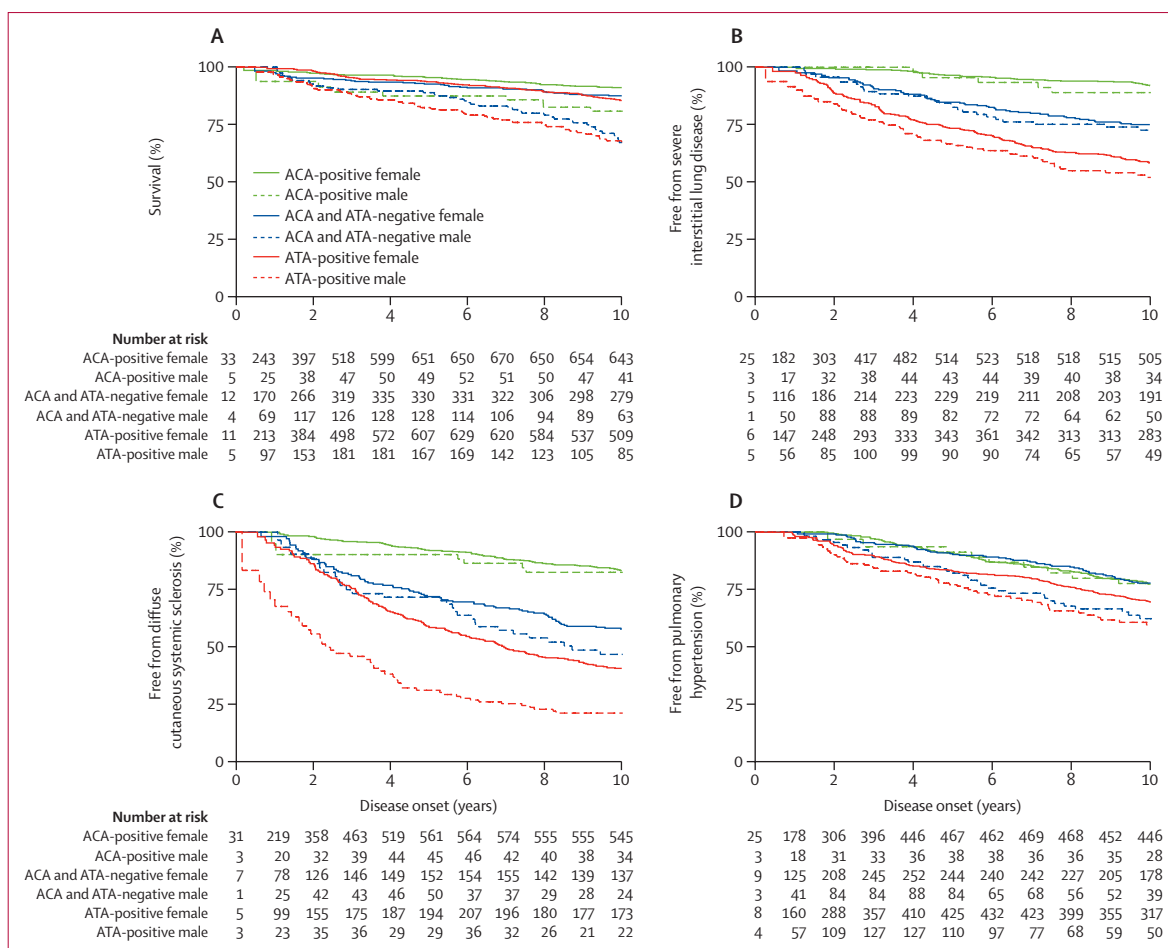 A
Survival (%)
100
75
50
25
0
0 2 4 6 8 10
ACA-positive female
ACA-positive male
ACA and ATA-negative female
ACA and ATA-negative male
ATA-positive female
ATA-positive male
Number at risk
ACA-positive female 33 243 397 518 599 651 650 670 650 654 643
ACA-positive male 5 25 38 47 50 49 52 51 50 47 41
ACA and ATA-negative female 12 170 266 319 335 330 331 322 306 298 279
ACA and ATA-negative male 4 69 117 126 128 128 114 106 94 89 63
ATA-positive female 11 213 384 498 572 607 629 620 584 537 509
ATA-positive male 5 97 153 181 181 167 169 142 123 105 85
B
Free from severe
interstitial lung disease (%)
100
75
50
25
0
0 2 4 6 8 10
25 182 303 417 482 514 523 518 518 515 505
3 17 32 38 44 43 44 39 40 38 34
5 116 186 214 223 229 219 211 208 203 191
1 50 88 88 89 82 72 72 64 62 50
6 147 248 293 333 343 361 342 313 313 283
5 56 85 100 99 90 90 74 65 57 49
C
Free from diffuse
cutaneous systemic sclerosis (%)
100
75
50
25
0
0 2 4 6 8 10
Disease onset (years)
Number at risk
ACA-positive female 31 219 358 463 519 561 564 574 555 555 545
ACA-positive male 3 20 32 39 44 45 46 42 40 38 34
ACA and ATA-negative female 7 78 126 146 149 152 154 155 142 139 137
ACA and ATA-negative male 1 25 42 43 46 50 37 37 29 28 24
ATA-positive female 5 99 155 175 187 194 207 196 180 177 173
ATA-positive male 3 23 35 36 29 29 36 32 26 21 22
D
Free from pulmonary
hypertension (%)
100
75
50
25
0
0 2 4 6 8 10
Disease onset (years)
25 178 306 396 446 467 462 469 468 452 446
3 18 31 33 36 38 38 36 36 35 28
9 125 208 245 252 244 240 242 227 205 178
3 41 84 84 88 84 65 68 56 52 39
8 160 288 357 410 425 432 423 399 355 317
4 57 109 127 127 110 97 77 68 59 50